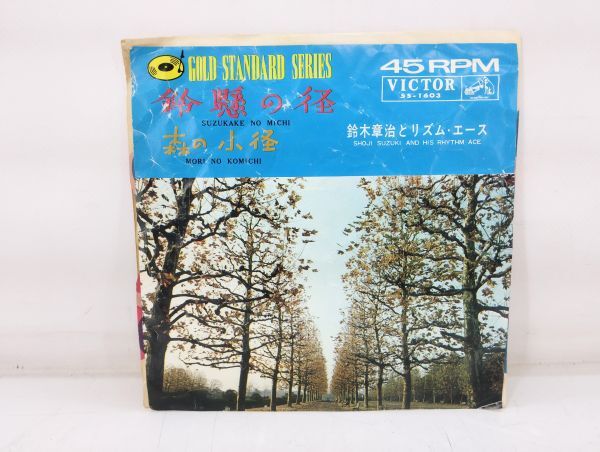 GOLD STANDARD SERIES
鈴懸の径
SUZUKAKE NO MICHI
森の小径
MORI NO KOMICHI
45 RPM
VICTOR
SS-1603
鈴木章治とリズム・エース
SHOJI SUZUKI AND HIS RHYTHM ACE